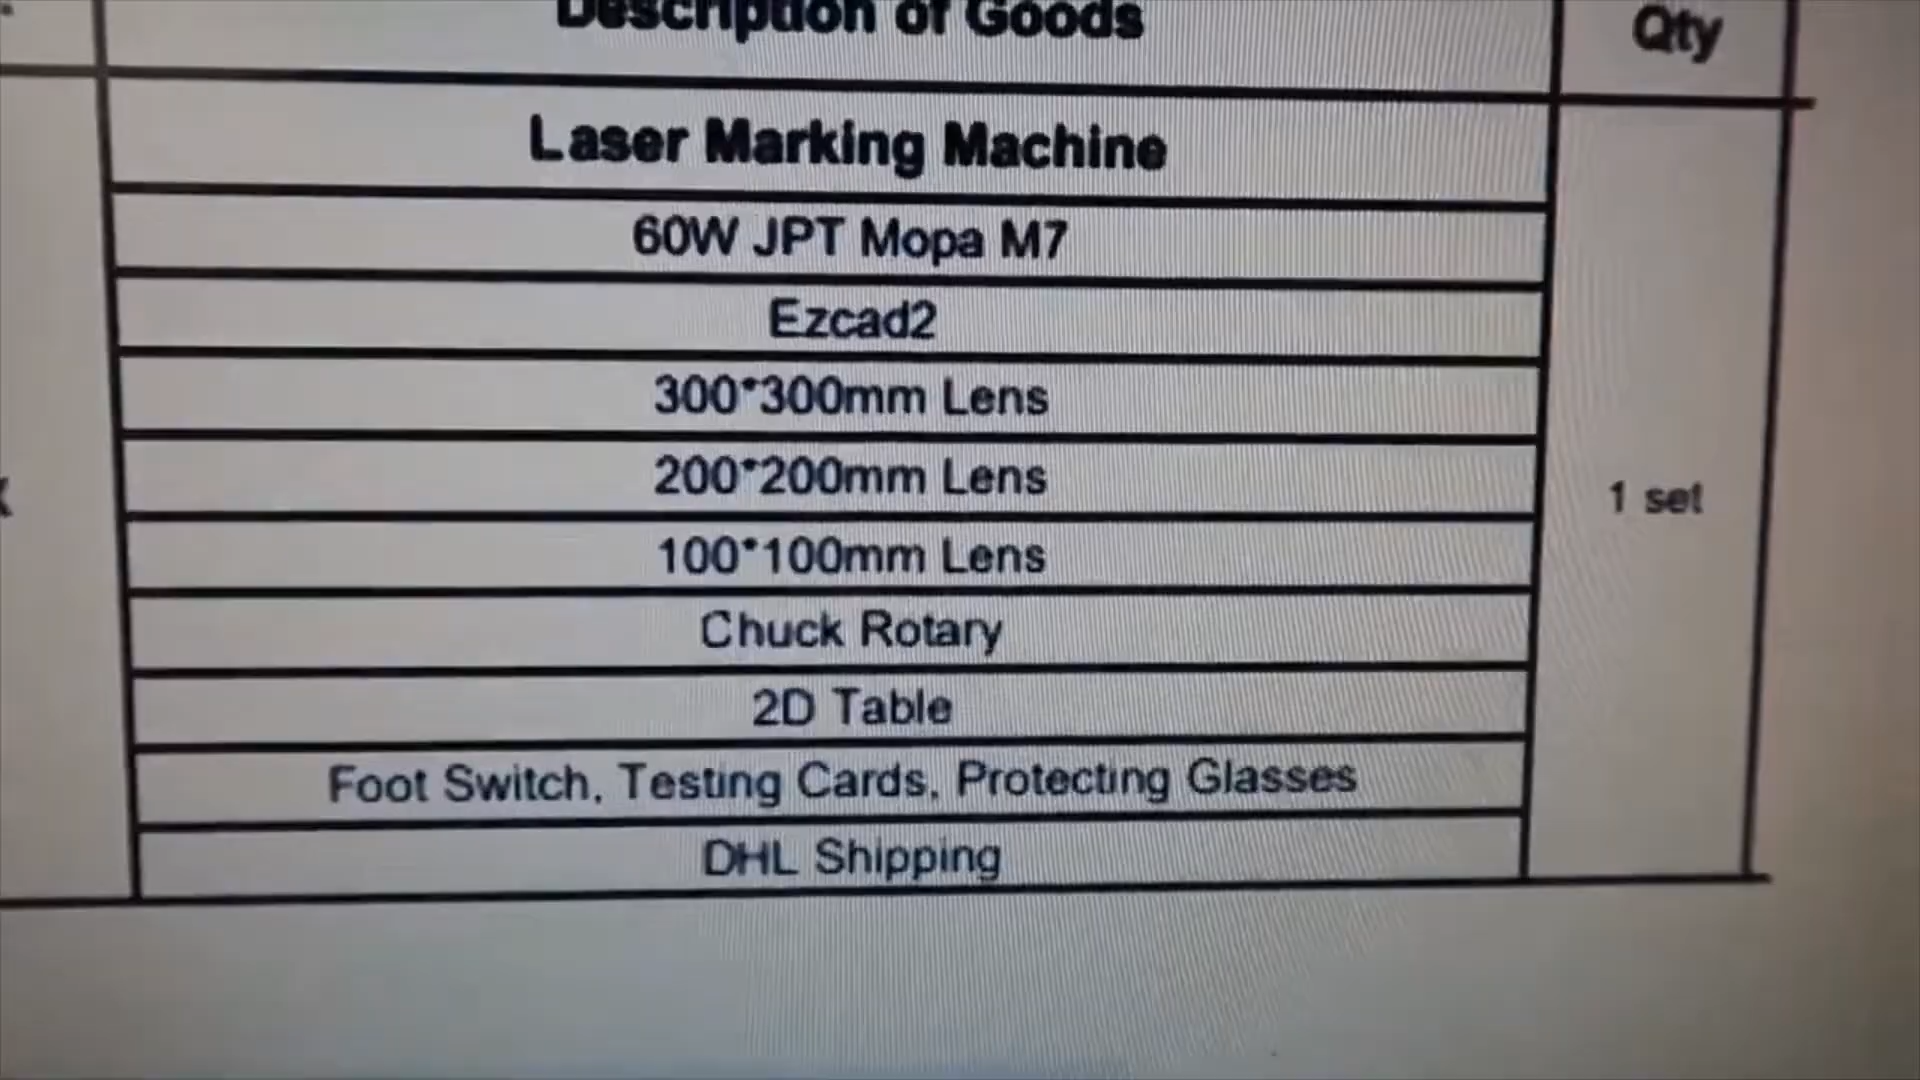 Description of Goods
Qty
Laser Marking Machine
60W JPT Mopa M7
Ezcad2
300*300mm Lens
200*200mm Lens
1 set
100*100mm Lens
Chuck Rotary
2D Table
Foot Switch, Testing Cards, Protecting Glasses
DHL Shipping